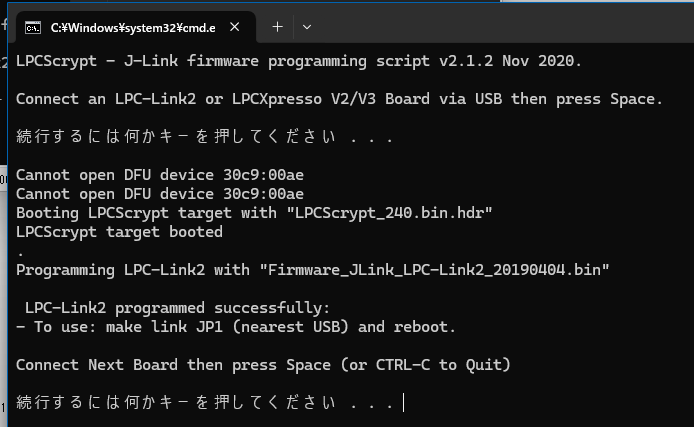 C:¥Windows¥system32¥cmd.e
LPCScrypt - J-Link firmware programming script v2.1.2 Nov 2020.
Connect an LPC-Link2 or LPCXpresso V2/V3 Board via USB then press Space.
続行するには何かキーを押してください . . .
Cannot open DFU device 30c9:00ae
Cannot open DFU device 30c9:00ae
Booting LPCScrypt target with "LPCScrypt_240.bin.hdr"
LPCScrypt target booted
.
Programming LPC-Link2 with "Firmware_JLink_LPC-Link2_20190404.bin"
LPC-Link2 programmed successfully:
- To use: make link JP1 (nearest USB) and reboot.
Connect Next Board then press Space (or CTRL-C to Quit)
続行するには何かキーを押してください . . .